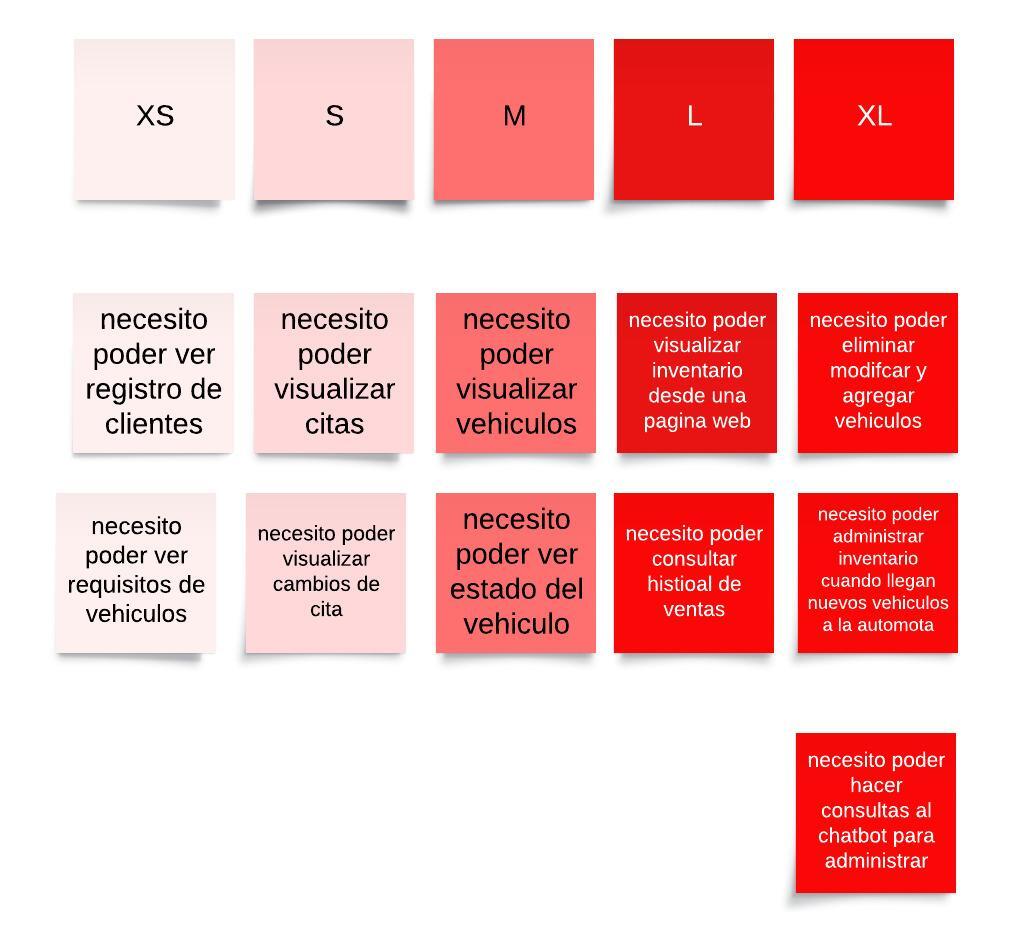 XS
S
M
L
XL
necesito
poder ver
registro de
clientes
necesito
poder
visualizar
citas
necesito
poder
visualizar
vehiculos
necesito poder
visualizar
inventario
desde una
pagina web
necesito poder
eliminar
modifcar y
agregar
vehiculos
necesito
poder ver
requisitos de
vehiculos
necesito poder
visualizar
cambios de
cita
necesito
poder ver
estado del
vehiculo
necesito poder
consultar
histioal de
ventas
necesito poder
administrar
inventario
cuando llegan
nuevos vehiculos
a la automota
necesito poder
hacer
consultas al
chatbot para
administrar